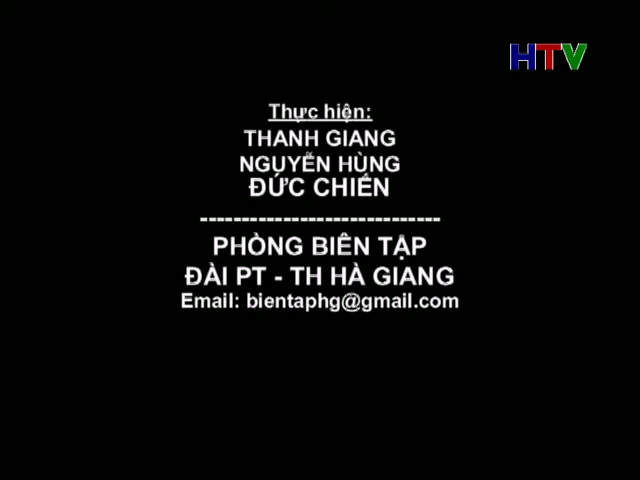 HTV
Thực hiện:
THANH GIANG
NGUYỄN HÙNG
ĐỨC CHIẾN
-----------------------------
PHÒNG BIÊN TẬP
ĐÀI PT - TH HÀ GIANG
Email: bientaphg@gmail.com